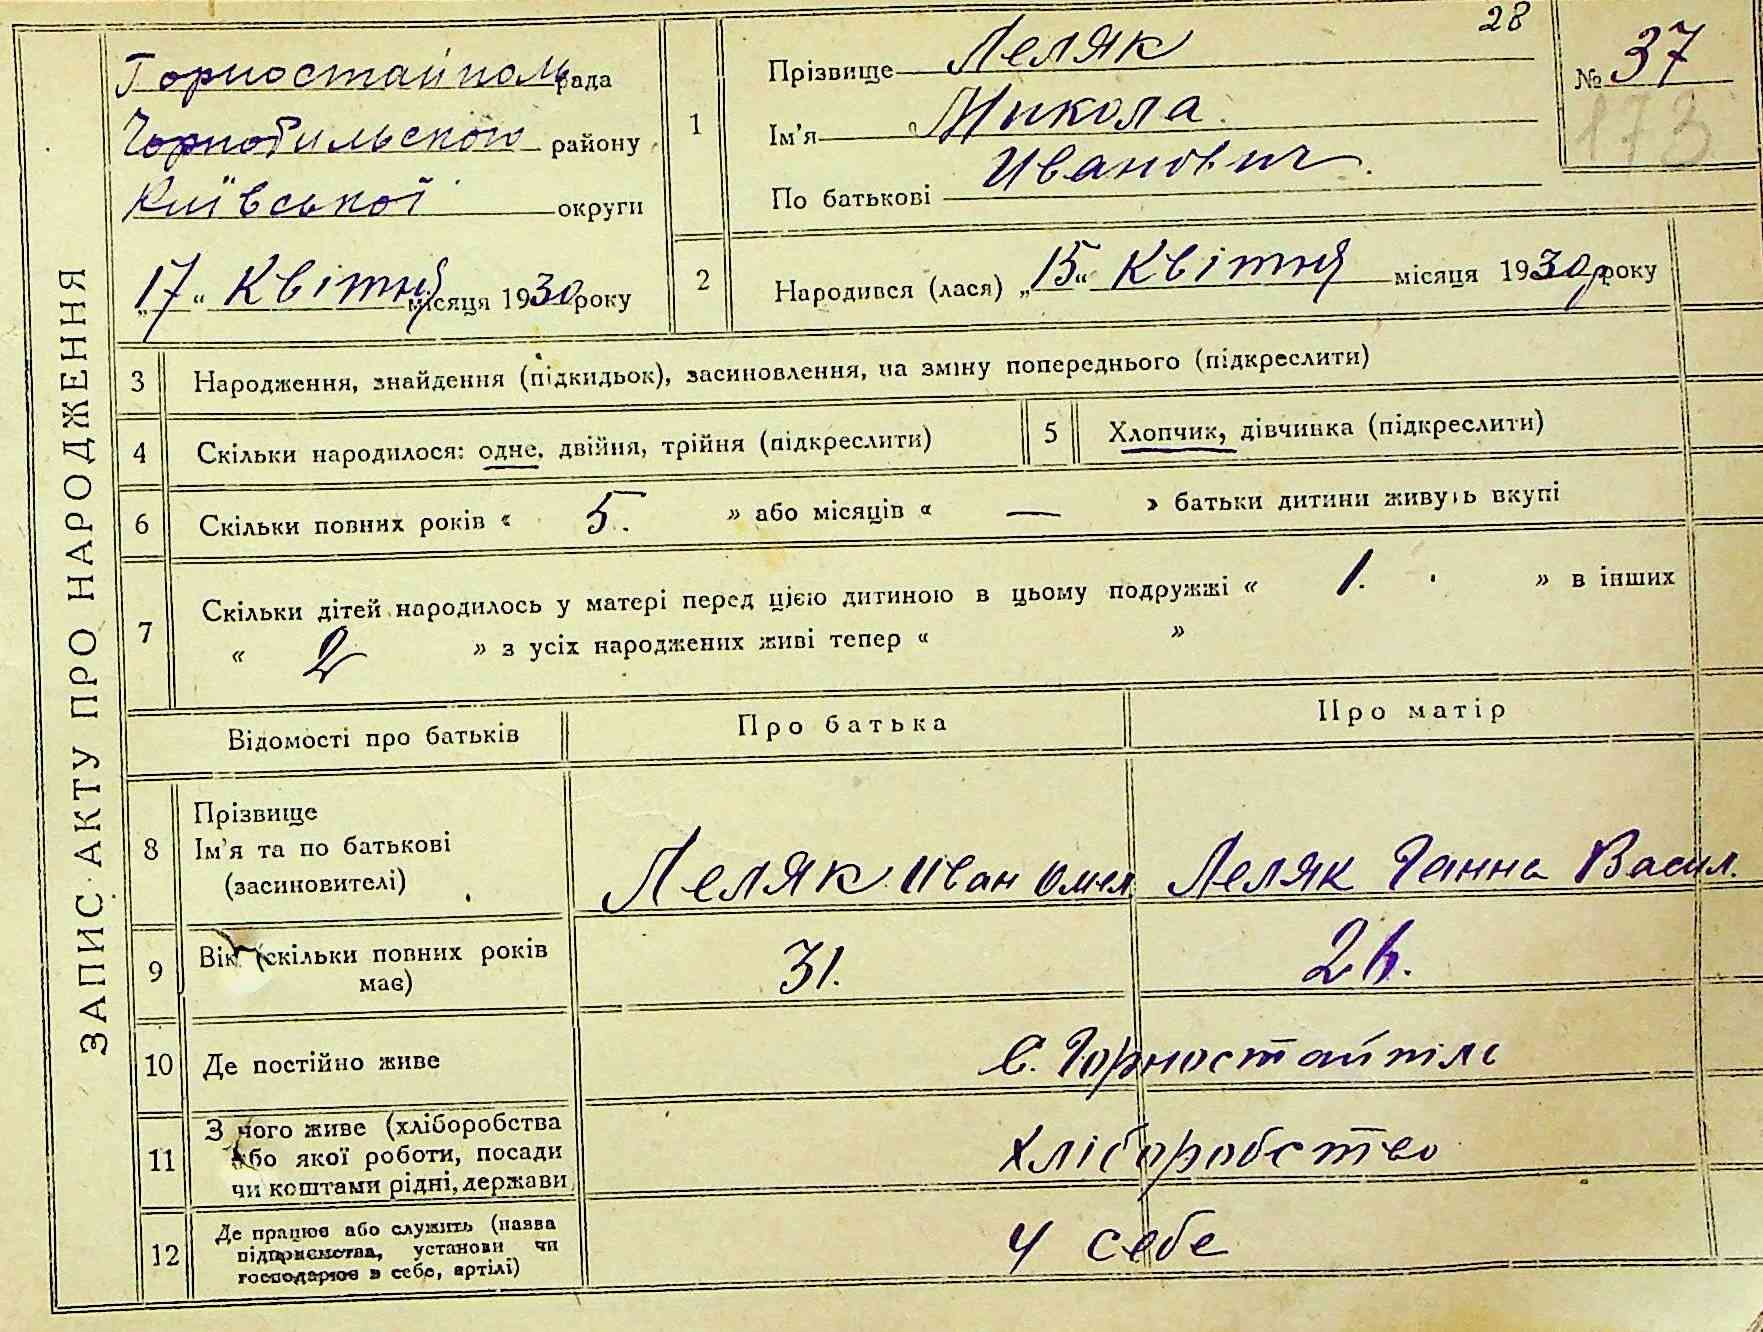 28
ЗАПИС АКТУ ПРО НАРОДЖЕННЯ
Горностайполь рада
Чорнобильського району
Київської округи
"17" Квітня місяця 1930 року
1
Прізвище Леляк
Ім'я Микола
По батькові Иванович
№ 37
173
2
Народився (лася) „15" Квітня місяця 1930р року
3 Народження, знайдення (підкидьок), засиновлення, на зміну попереднього (підкреслити)
4 Скільки народилося: одне, двійня, трійня (підкреслити)
5 Хлопчик, дівчинка (підкреслити)
6 Скільки повних років « 5. » або місяців « — » батьки дитини живуть вкупі
7 Скільки дітей народилось у матері перед цією дитиною в цьому подружжі « 1. » в інших
« 2 » з усіх народжених живі тепер « »
Відомості про батьків Про батька Про матір
8 Прізвище
Ім'я та по батькові
(засиновителі)
Леляк Иван Омел Леляк Ганна Васил.
9 Вік (скільки повних років
має)
31. 26.
10 Де постійно живе с. Горностайпіль
11 З чого живе (хліборобства
або якої роботи, посади
чи коштами рідні, держави
хліборобство
12 Де працює або служить (назва
підприємства, установи чи
господарює в себе, артілі)
У себе